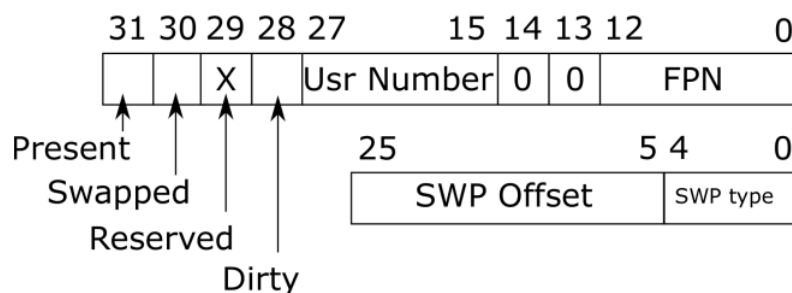 31 30 29 28 27 15 14 13 12 0
X Usr Number 0 0 FPN
Present 25 5 4 0
Swapped SWP Offset SWP type
Reserved
Dirty